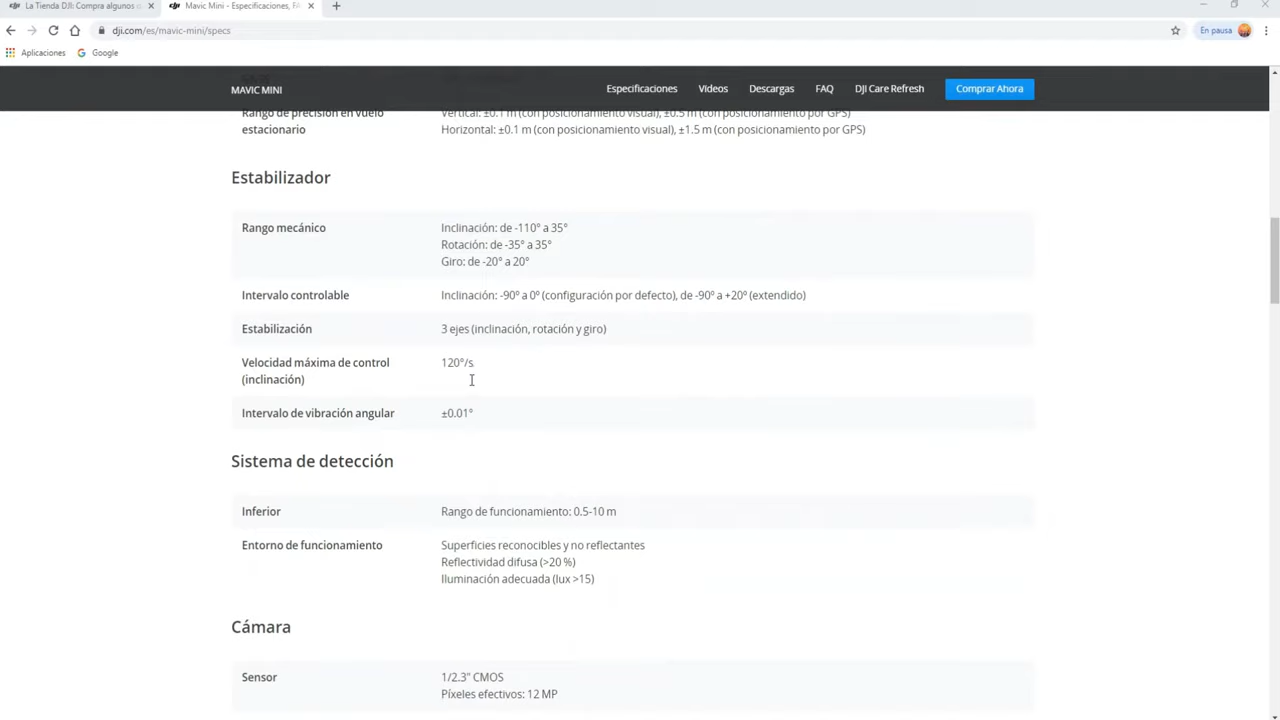 La Tienda DJI: Compra algunos
Mavic Mini - Especificaciones, FA
dji.com/es/mavic-mini/specs
En pausa
Aplicaciones
Google
MAVIC MINI
Especificaciones
Videos
Descargas
FAQ
DJI Care Refresh
Comprar Ahora
Rango de precisión en vuelo estacionario
Vertical: ±0.1 m (con posicionamiento visual), ±0.5 m (con posicionamiento por GPS)
Horizontal: ±0.1 m (con posicionamiento visual), ±1.5 m (con posicionamiento por GPS)
Estabilizador
Rango mecánico
Inclinación: de -110° a 35°
Rotación: de -35° a 35°
Giro: de -20° a 20°
Intervalo controlable
Inclinación: -90º a 0º (configuración por defecto), de -90º a +20º (extendido)
Estabilización
3 ejes (inclinación, rotación y giro)
Velocidad máxima de control
(inclinación)
120°/s
Intervalo de vibración angular
±0.01°
Sistema de detección
Inferior
Rango de funcionamiento: 0.5-10 m
Entorno de funcionamiento
Superficies reconocibles y no reflectantes
Reflectividad difusa (>20 %)
Iluminación adecuada (lux >15)
Cámara
Sensor
1/2.3" CMOS
Píxeles efectivos: 12 MP